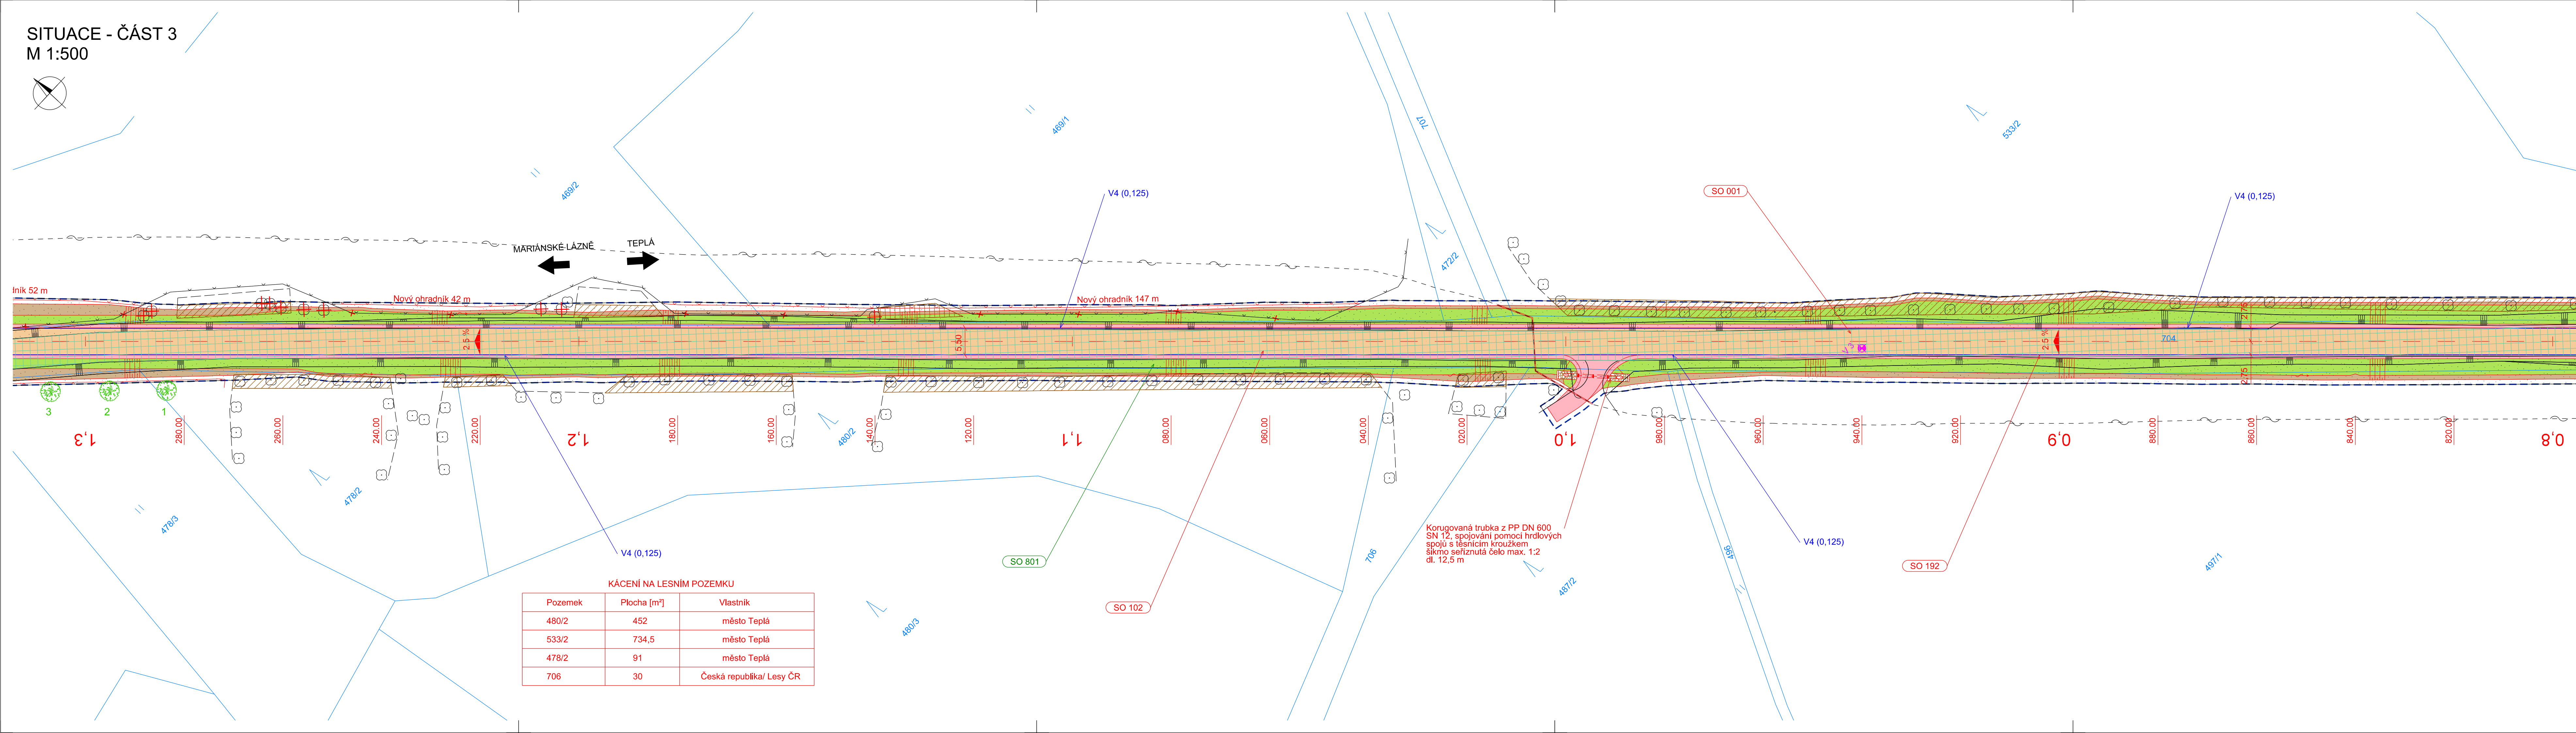 SITUACE - ČÁST 3
M 1:500
469/1
707
533/2
469/2
V4 (0,125)
SO 001
V4 (0,125)
MARIÁNSKÉ LÁZNĚ
TEPLÁ
472/2
lník 52 m
Nový ohradník 42 m
Nový ohradník 147 m
2,5 %
5,50
V 3
2,5 %
704
2,75
2,75
3
2
1
1,3
280.00
260.00
240.00
220.00
1,2
180.00
160.00
140.00
120.00
1,1
080.00
060.00
040.00
020.00
1,0
980.00
960.00
940.00
920.00
0,9
880.00
860.00
840.00
820.00
0,8
480/2
478/2
478/3
V4 (0,125)
SO 801
706
Korugovaná trubka z PP DN 600
SN 12, spojování pomocí hrdlových
spojů s těsnícím kroužkem
šikmo seříznutá čelo max. 1:2
dl. 12,5 m
V4 (0,125)
496
SO 192
497/1
487/2
SO 102
480/3
KÁCENÍ NA LESNÍM POZEMKU
Pozemek Plocha [m²] Vlastník
480/2 452 město Teplá
533/2 734,5 město Teplá
478/2 91 město Teplá
706 30 Česká republika/ Lesy ČR